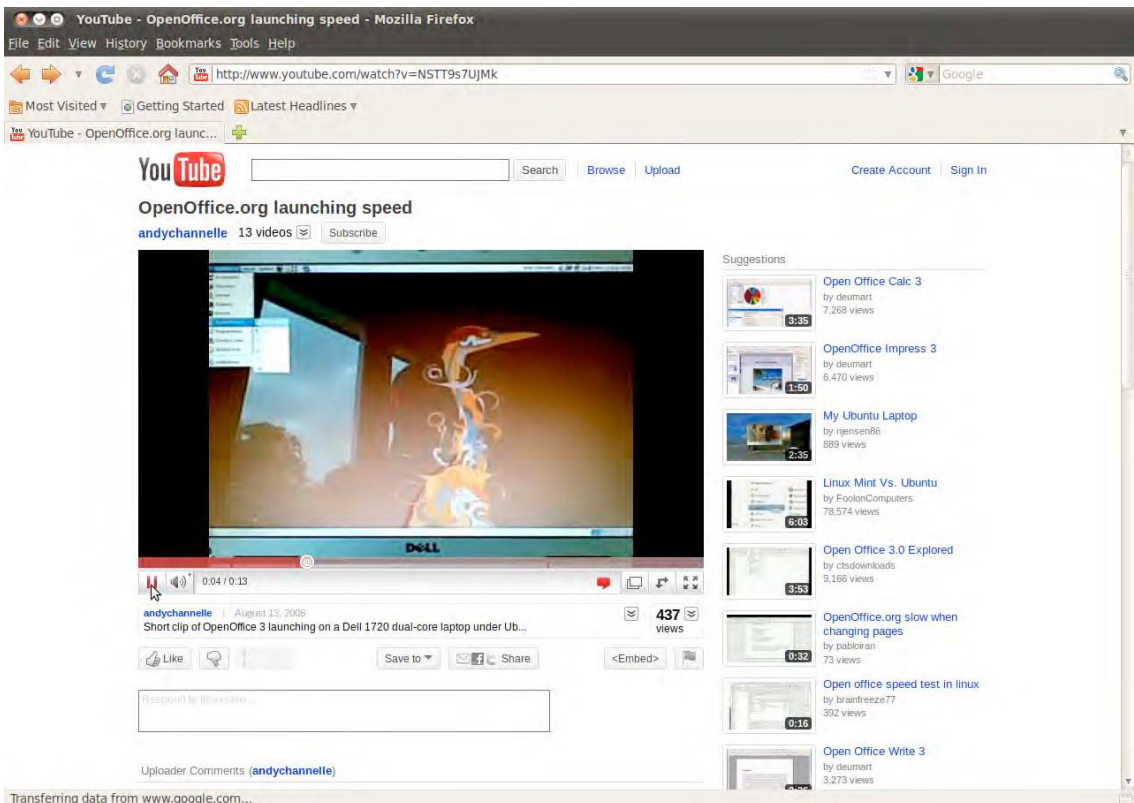 YouTube - OpenOffice.org launching speed - Mozilla Firefox
File Edit View History Bookmarks Tools Help
You Tube http://www.youtube.com/watch?v=NSTT9s7UJMk Google
Most Visited Getting Started Latest Headlines
You Tube YouTube - OpenOffice.org launc...
You Tube Search Browse Upload Create Account Sign In
OpenOffice.org launching speed
andychannelle 13 videos Subscribe
DELL
0:04 / 0:13
andychannelle August 13, 2008
Short clip of OpenOffice 3 launching on a Dell 1720 dual-core laptop under Ub...
437
views
Like Save to Share <Embed>
Uploader Comments (andychannelle)
Suggestions
3:35
Open Office Calc 3
by deumart
7,268 views
1:50
OpenOffice Impress 3
by deumart
6,470 views
2:35
My Ubuntu Laptop
by njensen86
889 views
6:03
Linux Mint Vs. Ubuntu
by FoolonComputers
78,574 views
3:53
Open Office 3.0 Explored
by ctsdownloads
9,166 views
0:32
OpenOffice.org slow when
changing pages
by pabloiran
73 views
0:16
Open office speed test in linux
by brainfreeze77
392 views
Open Office Write 3
by deumart
3,273 views
Transferring data from www.google.com...